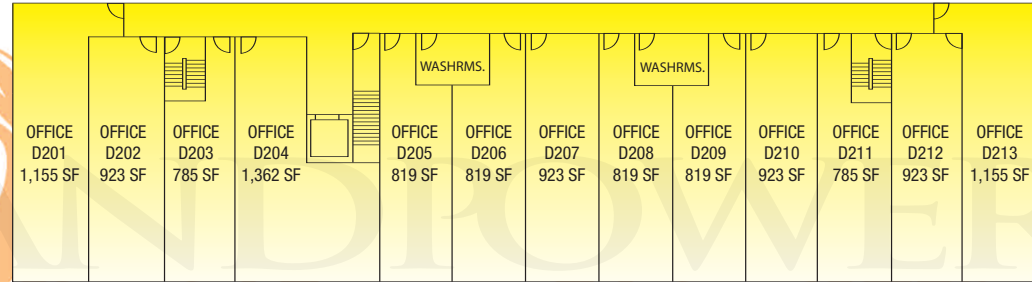 WASHRMS.
WASHRMS.
OFFICE
D201
1,155 SF
OFFICE
D202
923 SF
OFFICE
D203
785 SF
OFFICE
D204
1,362 SF
OFFICE
D205
819 SF
OFFICE
D206
819 SF
OFFICE
D207
923 SF
OFFICE
D208
819 SF
OFFICE
D209
819 SF
OFFICE
D210
923 SF
OFFICE
D211
785 SF
OFFICE
D212
923 SF
OFFICE
D213
1,155 SF
ANDPOWER